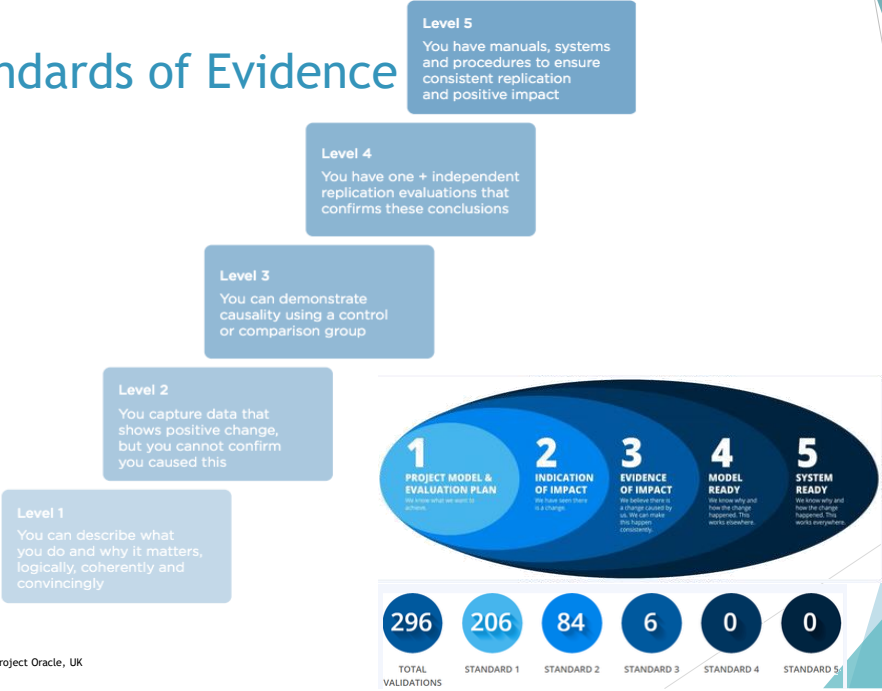 ndards of Evidence
Level 5
You have manuals, systems
and procedures to ensure
consistent replication
and positive impact
Level 4
You have one + independent
replication evaluations that
confirms these conclusions
Level 3
You can demonstrate
causality using a control
or comparison group
Level 2
You capture data that
shows positive change,
but you cannot confirm
you caused this
Level 1
You can describe what
you do and why it matters,
logically, coherently and
convincingly
1
PROJECT MODEL &
EVALUATION PLAN
We know what we want to
achieve.
2
INDICATION
OF IMPACT
We have seen there
is a change.
3
EVIDENCE
OF IMPACT
We believe there is
a change caused by
us. We can make
this happen
consistently.
4
MODEL
READY
We know why and
how the change
happened. This
works elsewhere.
5
SYSTEM
READY
We know why and
how the change
happened. This
works everywhere.
296
TOTAL
VALIDATIONS
206
STANDARD 1
84
STANDARD 2
6
STANDARD 3
0
STANDARD 4
0
STANDARD 5
roject Oracle, UK